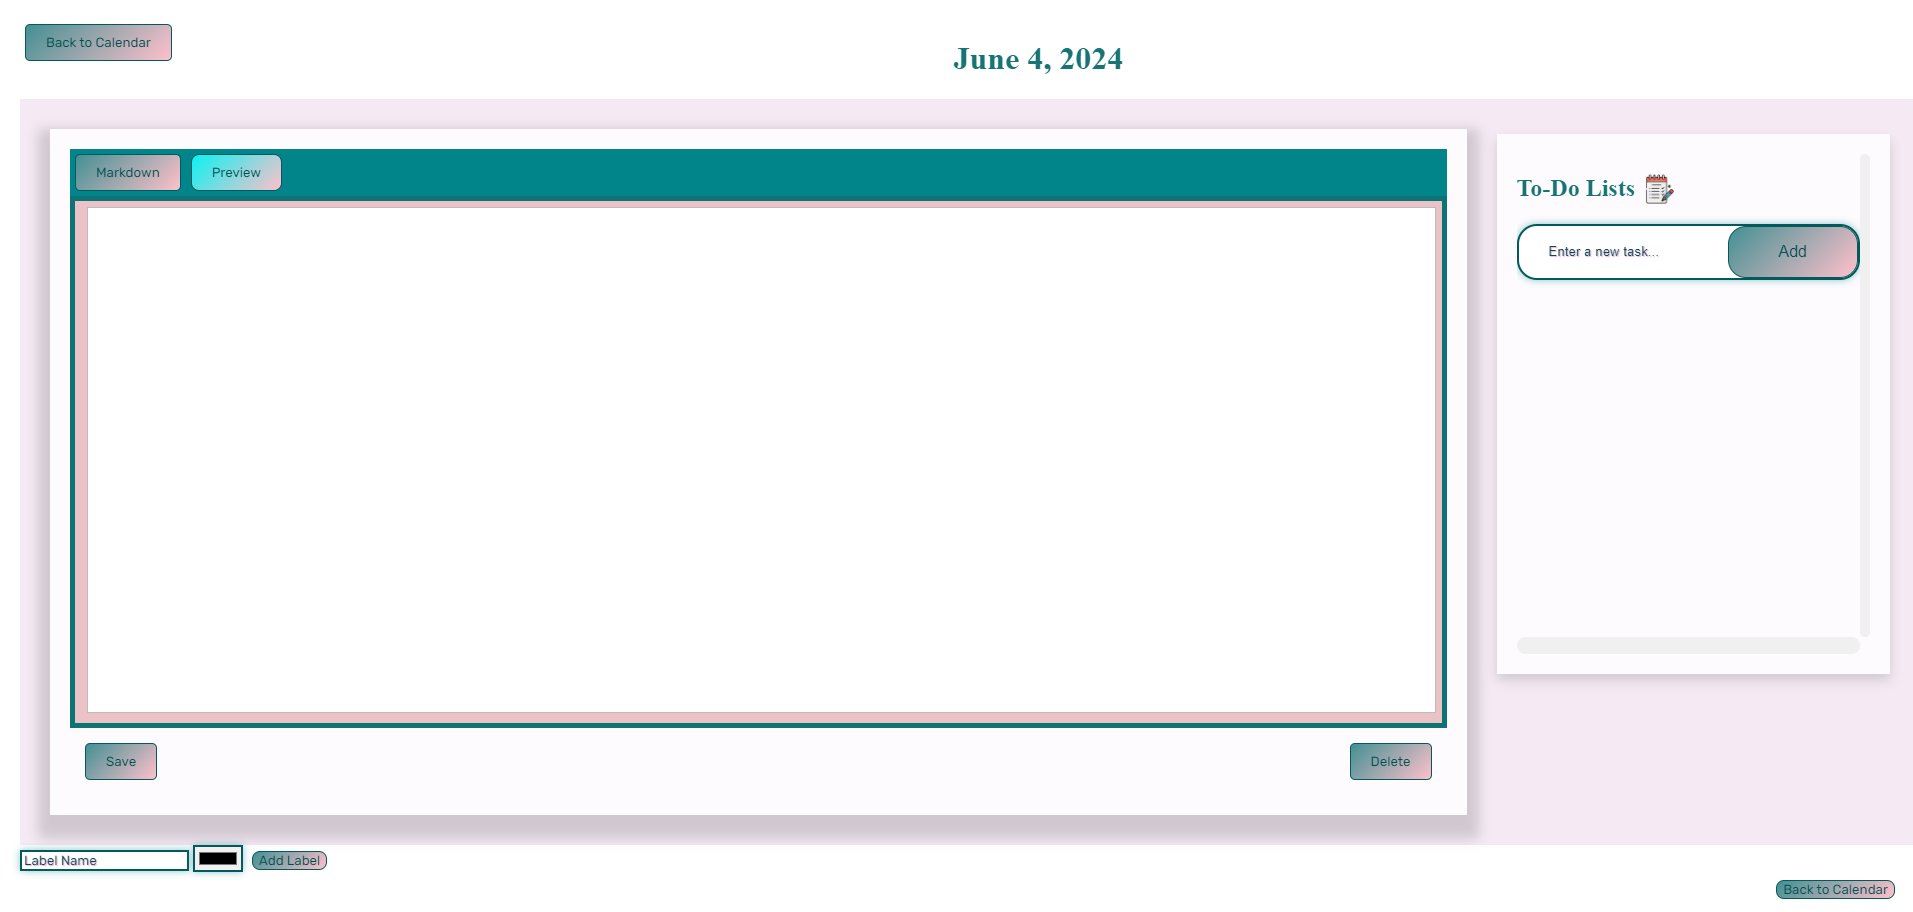 Back to Calendar
June 4, 2024
Markdown
Preview
To-Do Lists
Enter a new task...
Add
Save
Delete
Label Name
Add Label
Back to Calendar